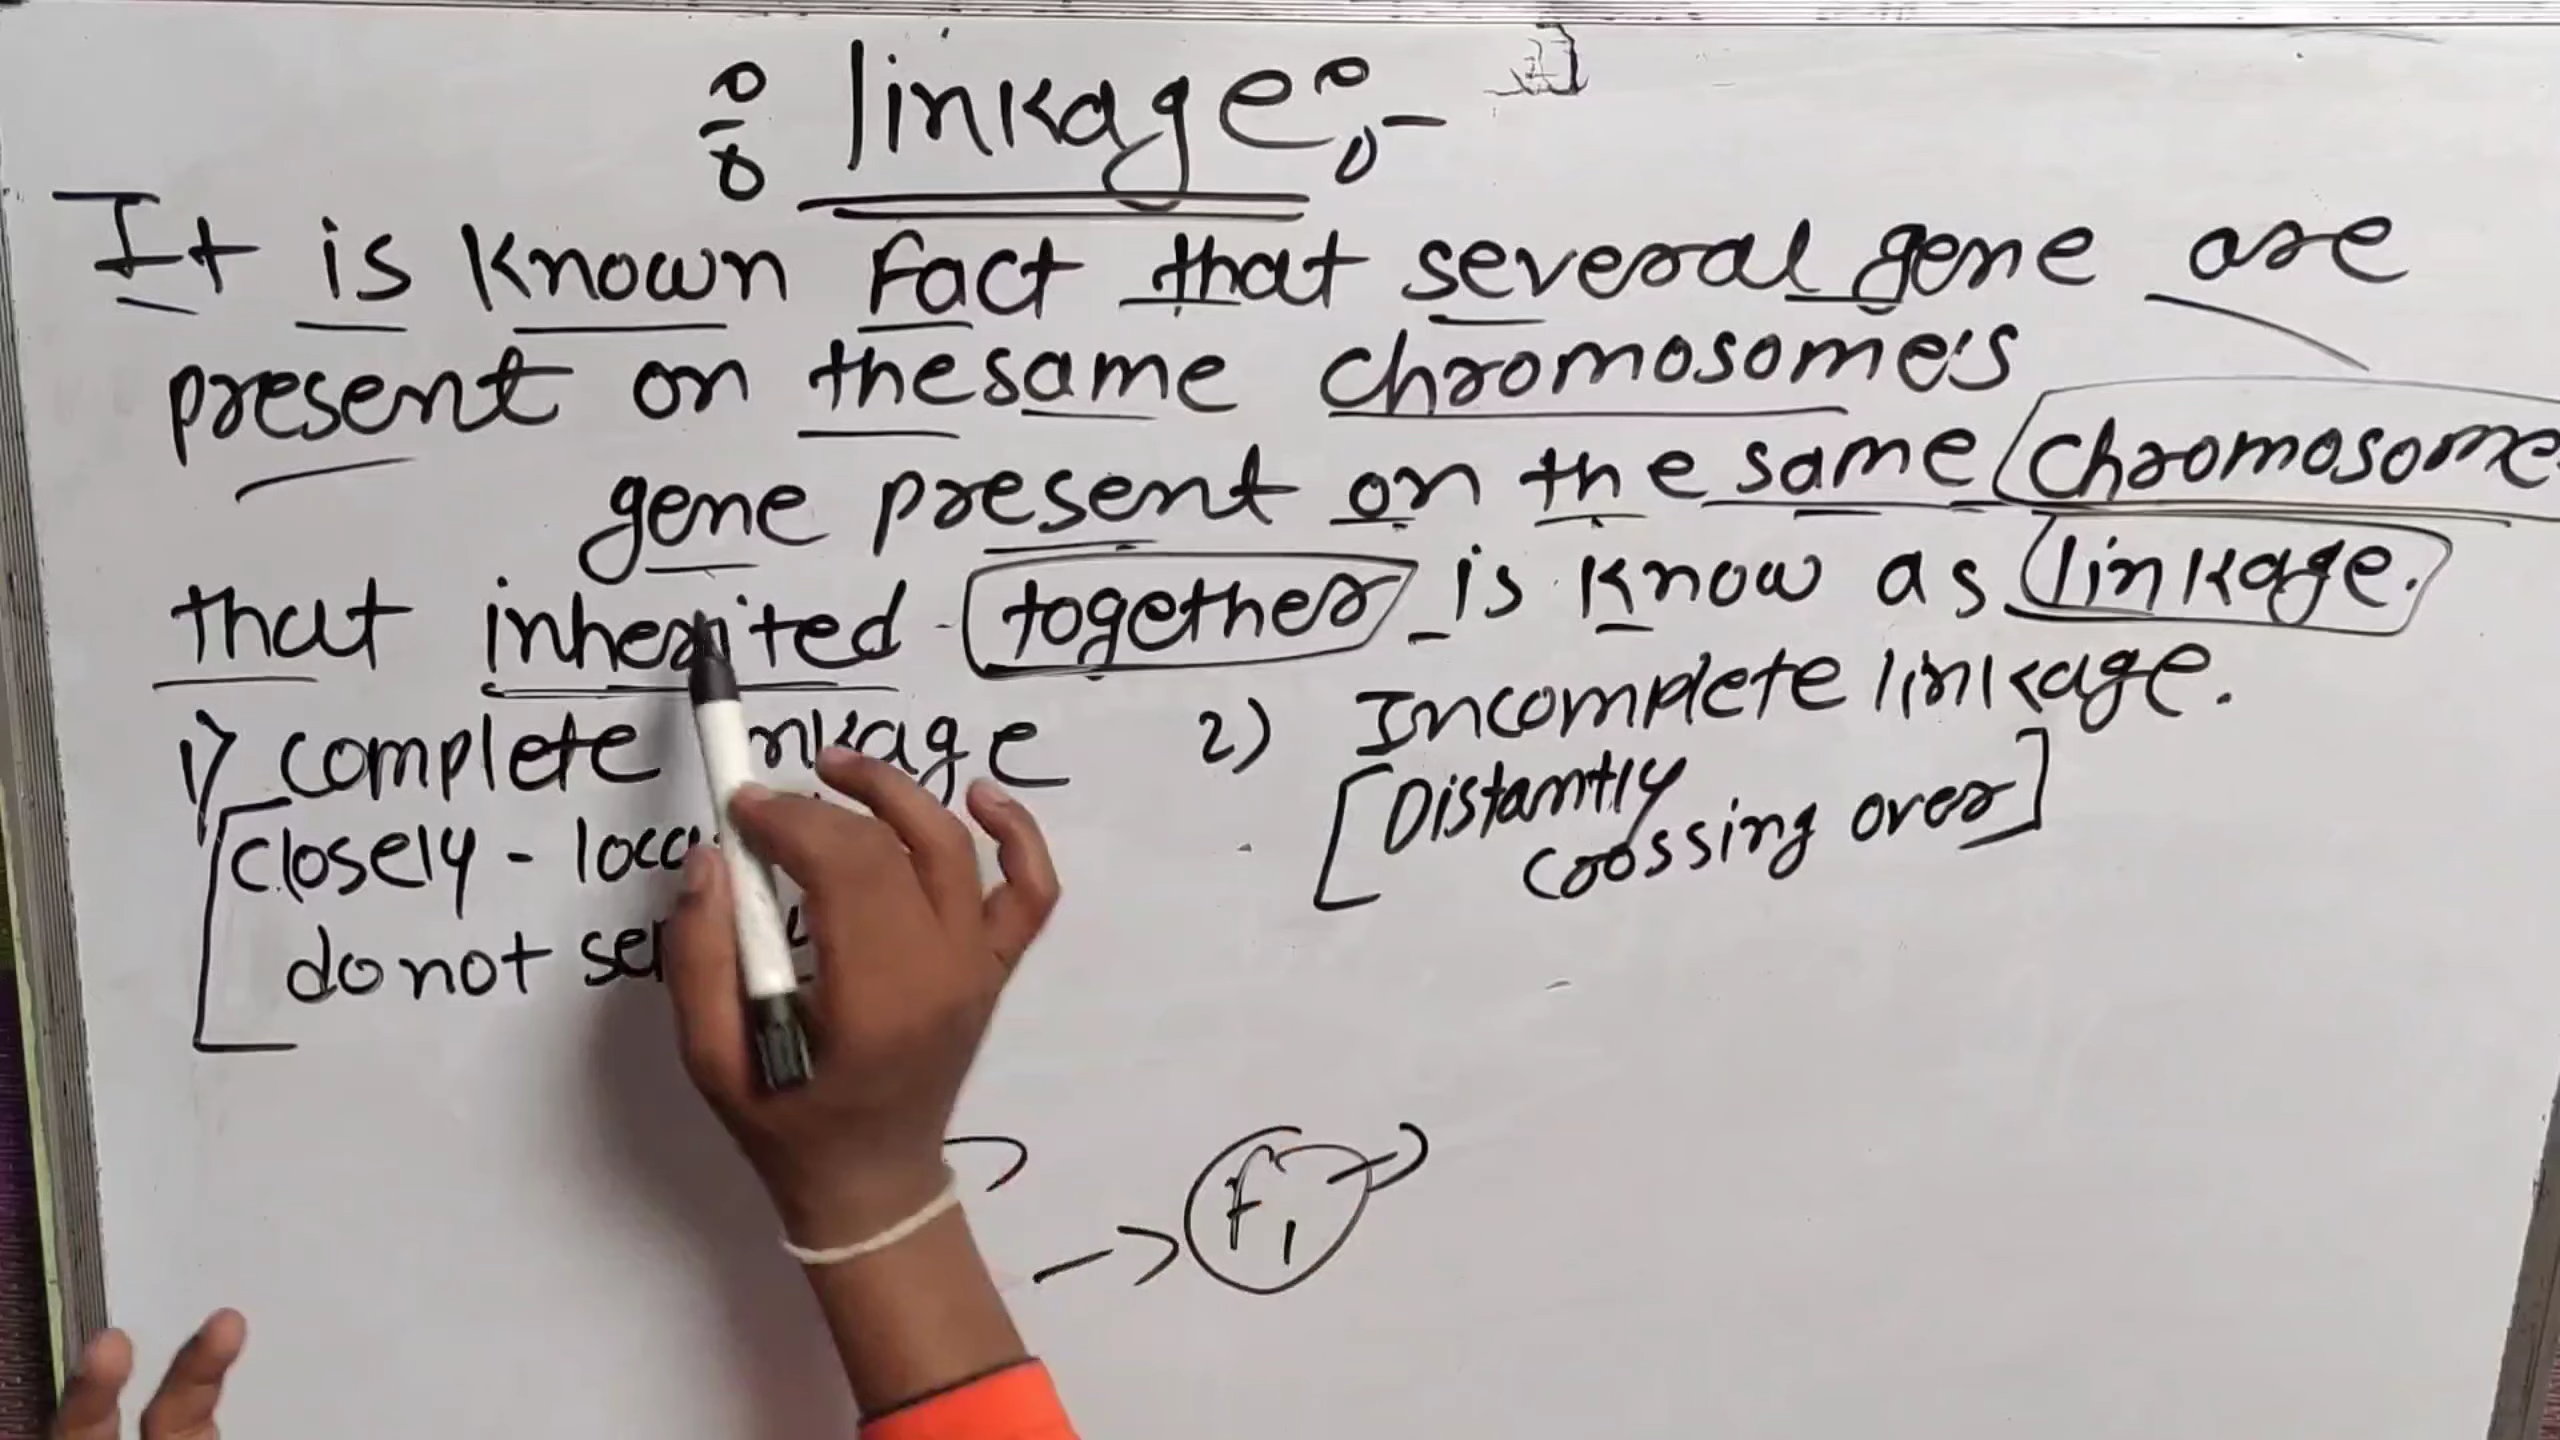 :- linkage :-
It is known fact that several gene are
present on the same chromosome's
gene present on the same chromosome
that inherited together is know as linkage.
1) complete linkage
2) Incomplete linkage.
[closely -
do not
[Distantly
crossing over]
F1